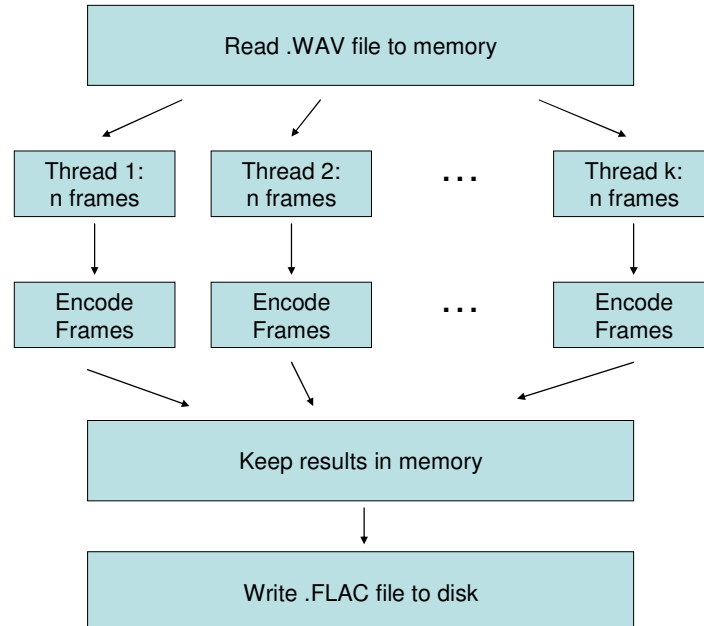 Read .WAV file to memory
Thread 1:
n frames
Thread 2:
n frames
...
Thread k:
n frames
Encode
Frames
Encode
Frames
...
Encode
Frames
Keep results in memory
Write .FLAC file to disk